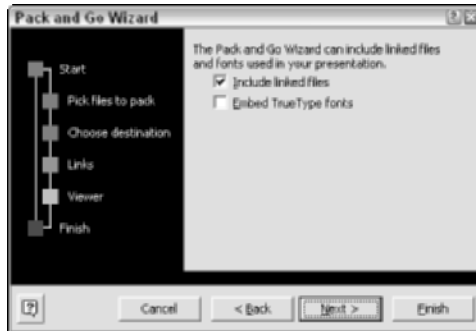 Pack and Go Wizard
Start
Pick files to pack
Choose destination
Links
Viewer
Finish
The Pack and Go Wizard can include linked files
and fonts used in your presentation.
Include linked files
Embed TrueType fonts
Cancel
< Back
Next >
Finish